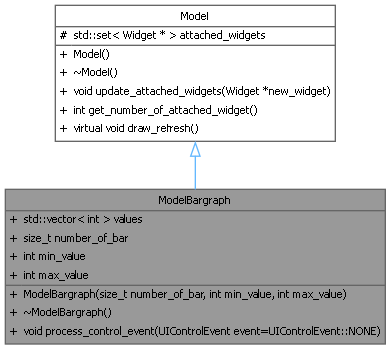 Model
# std::set< Widget * > attached_widgets
+ Model()
+ ~Model()
+ void update_attached_widgets(Widget *new_widget)
+ int get_number_of_attached_widget()
+ virtual void draw_refresh()
ModelBargraph
+ std::vector< int > values
+ size_t number_of_bar
+ int min_value
+ int max_value
+ ModelBargraph(size_t number_of_bar, int min_value, int max_value)
+ ~ModelBargraph()
+ void process_control_event(UIControlEvent event=UIControlEvent::NONE)